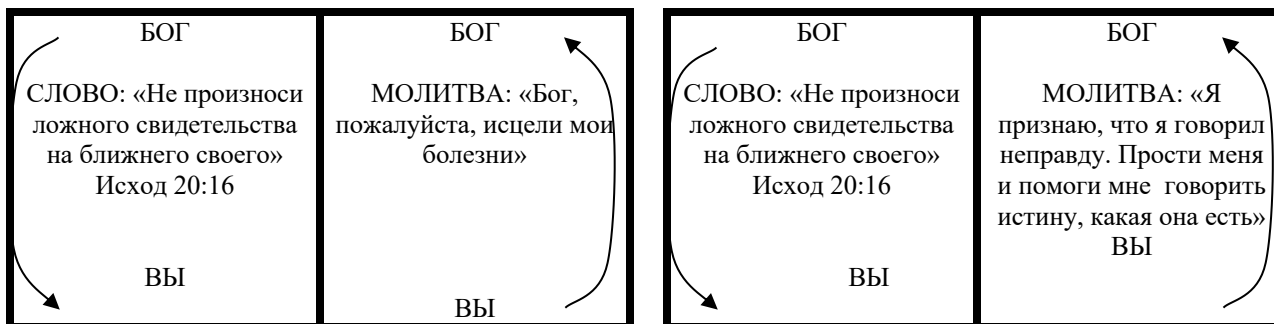 БОГ
СЛОВО: «Не произноси
ложного свидетельства
на ближнего своего»
Исход 20:16
ВЫ
БОГ
МОЛИТВА: «Бог,
пожалуйста, исцели мои
болезни»
ВЫ
БОГ
СЛОВО: «Не произноси
ложного свидетельства
на ближнего своего»
Исход 20:16
ВЫ
БОГ
МОЛИТВА: «Я
признаю, что я говорил
неправду. Прости меня
и помоги мне  говорить
истину, какая она есть»
ВЫ